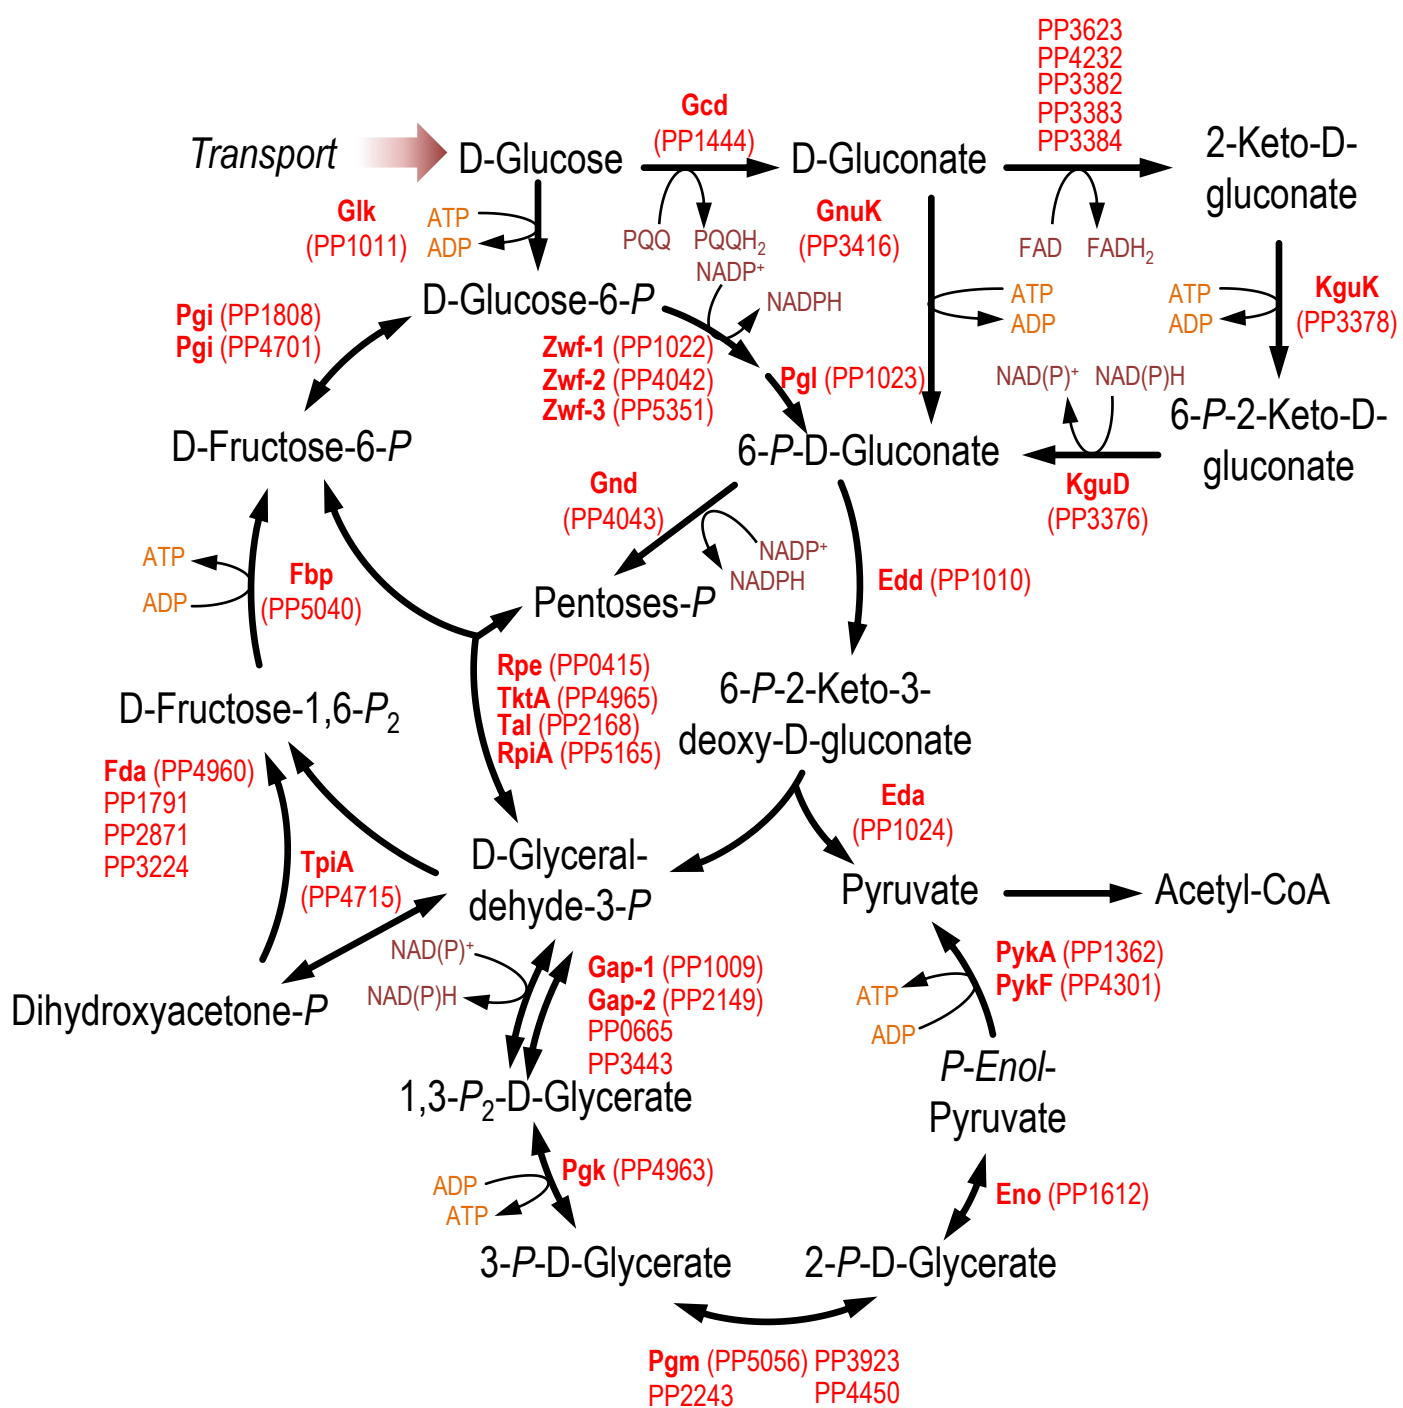 PP3623
PP4232
PP3382
PP3383
PP3384
Gcd
(PP1444)
Transport
D-Glucose
D-Gluconate
2-Keto-D-
gluconate
Glk
(PP1011)
ATP
ADP
PQQ
PQQH2
GnuK
(PP3416)
FAD
FADH2
NADP+
NADPH
D-Glucose-6-P
ATP
ADP
ATP
ADP
KguK
(PP3378)
Pgi (PP1808)
Pgi (PP4701)
Zwf-1 (PP1022)
Zwf-2 (PP4042)
Zwf-3 (PP5351)
Pgl (PP1023)
NAD(P)+
NAD(P)H
D-Fructose-6-P
6-P-D-Gluconate
6-P-2-Keto-D-
gluconate
KguD
(PP3376)
Gnd
(PP4043)
NADP+
NADPH
ATP
ADP
Fbp
(PP5040)
Edd (PP1010)
Pentoses-P
Rpe (PP0415)
TktA (PP4965)
Tal (PP2168)
RpiA (PP5165)
6-P-2-Keto-3-
deoxy-D-gluconate
D-Fructose-1,6-P2
Fda (PP4960)
PP1791
PP2871
PP3224
TpiA
(PP4715)
Eda
(PP1024)
D-Glyceral-
dehyde-3-P
Pyruvate
Acetyl-CoA
NAD(P)+
NAD(P)H
Gap-1 (PP1009)
Gap-2 (PP2149)
PP0665
PP3443
PykA (PP1362)
PykF (PP4301)
ATP
ADP
Dihydroxyacetone-P
1,3-P2-D-Glycerate
P-Enol-
Pyruvate
ADP
ATP
Pgk (PP4963)
Eno (PP1612)
3-P-D-Glycerate
2-P-D-Glycerate
Pgm (PP5056) PP3923
PP2243 PP4450